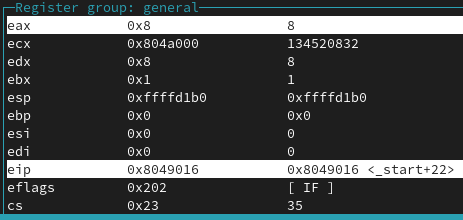 Register group: general
eax 0x8 8
ecx 0x804a000 134520832
edx 0x8 8
ebx 0x1 1
esp 0xffffd1b0 0xffffd1b0
ebp 0x0 0x0
esi 0x0 0
edi 0x0 0
eip 0x8049016 0x8049016 <_start+22>
eflags 0x202 [ IF ]
cs 0x23 35